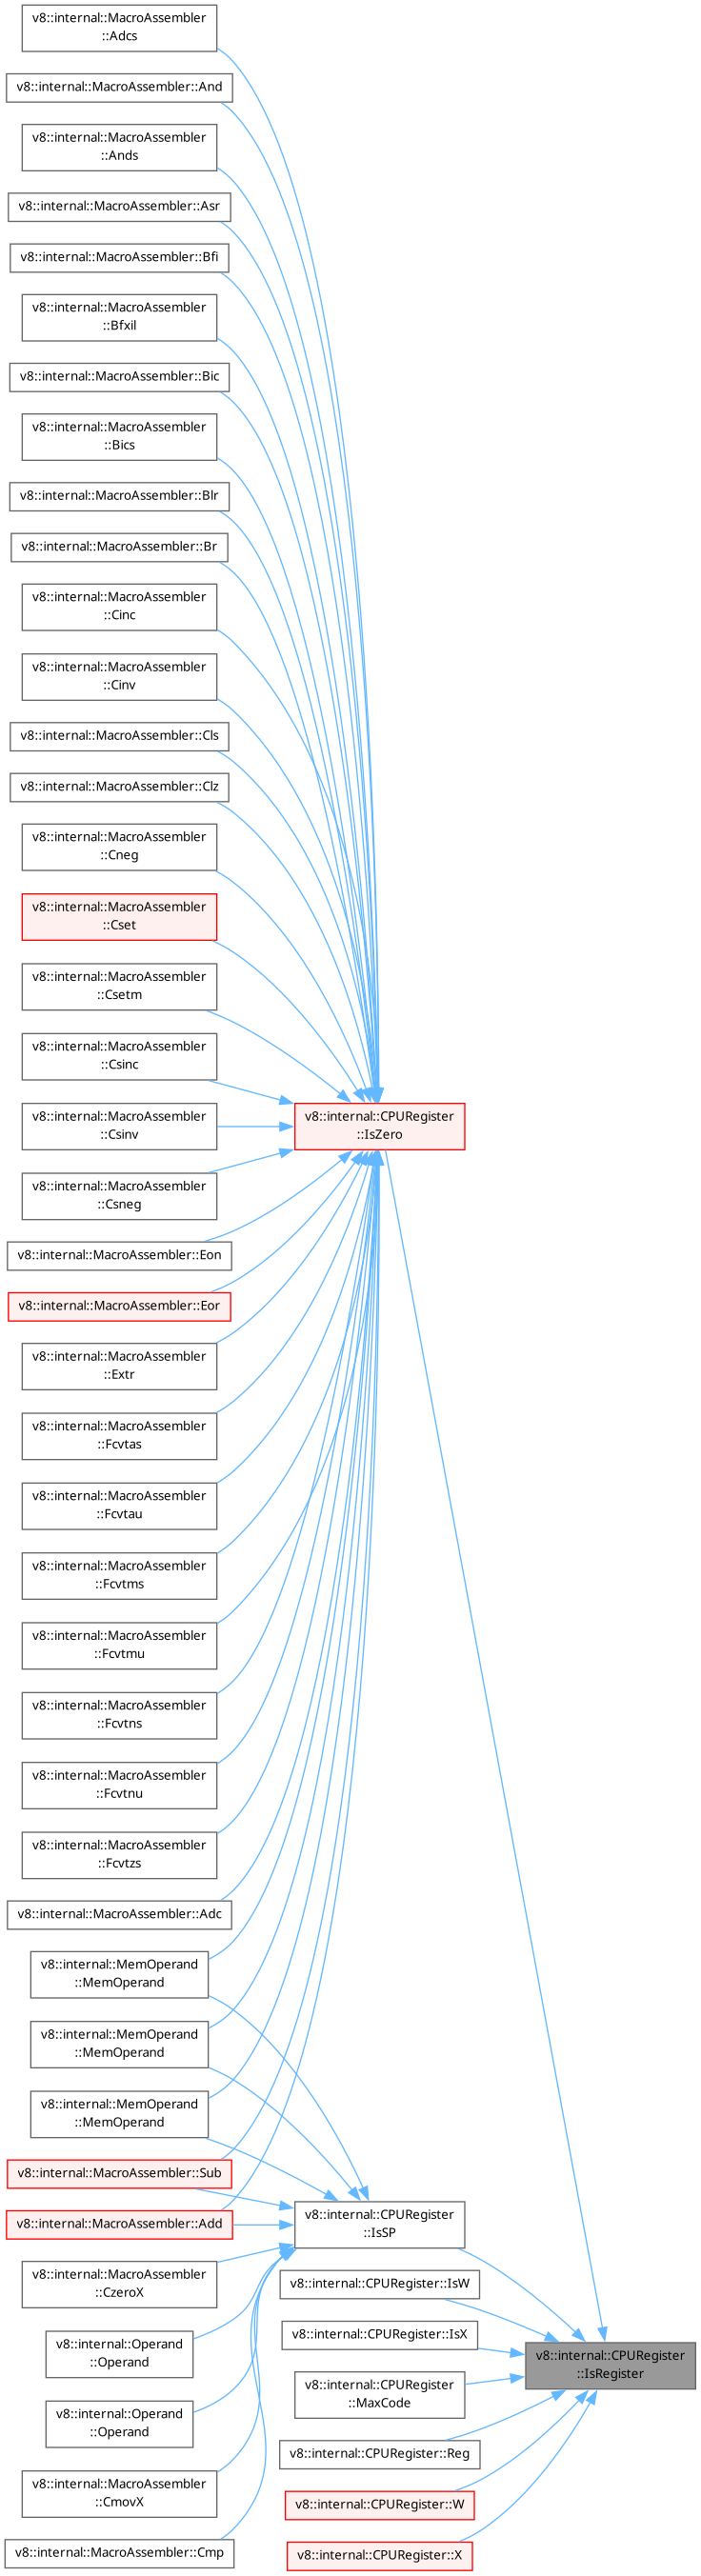 v8::internal::MacroAssembler
::Adcs
v8::internal::MacroAssembler::And
v8::internal::MacroAssembler
::Ands
v8::internal::MacroAssembler::Asr
v8::internal::MacroAssembler::Bfi
v8::internal::MacroAssembler
::Bfxil
v8::internal::MacroAssembler::Bic
v8::internal::MacroAssembler
::Bics
v8::internal::MacroAssembler::Blr
v8::internal::MacroAssembler::Br
v8::internal::MacroAssembler
::Cinc
v8::internal::MacroAssembler
::Cinv
v8::internal::MacroAssembler::Cls
v8::internal::MacroAssembler::Clz
v8::internal::MacroAssembler
::Cneg
v8::internal::MacroAssembler
::Cset
v8::internal::MacroAssembler
::Csetm
v8::internal::MacroAssembler
::Csinc
v8::internal::MacroAssembler
::Csinv
v8::internal::MacroAssembler
::Csneg
v8::internal::MacroAssembler::Eon
v8::internal::MacroAssembler::Eor
v8::internal::MacroAssembler
::Extr
v8::internal::MacroAssembler
::Fcvtas
v8::internal::MacroAssembler
::Fcvtau
v8::internal::MacroAssembler
::Fcvtms
v8::internal::MacroAssembler
::Fcvtmu
v8::internal::MacroAssembler
::Fcvtns
v8::internal::MacroAssembler
::Fcvtnu
v8::internal::MacroAssembler
::Fcvtzs
v8::internal::MacroAssembler::Adc
v8::internal::MemOperand
::MemOperand
v8::internal::MemOperand
::MemOperand
v8::internal::MemOperand
::MemOperand
v8::internal::MacroAssembler::Sub
v8::internal::MacroAssembler::Add
v8::internal::MacroAssembler
::CzeroX
v8::internal::Operand
::Operand
v8::internal::Operand
::Operand
v8::internal::MacroAssembler
::CmovX
v8::internal::MacroAssembler::Cmp
v8::internal::CPURegister
::IsZero
v8::internal::CPURegister
::IsSP
v8::internal::CPURegister::IsW
v8::internal::CPURegister::IsX
v8::internal::CPURegister
::MaxCode
v8::internal::CPURegister::Reg
v8::internal::CPURegister::W
v8::internal::CPURegister::X
v8::internal::CPURegister
::IsRegister